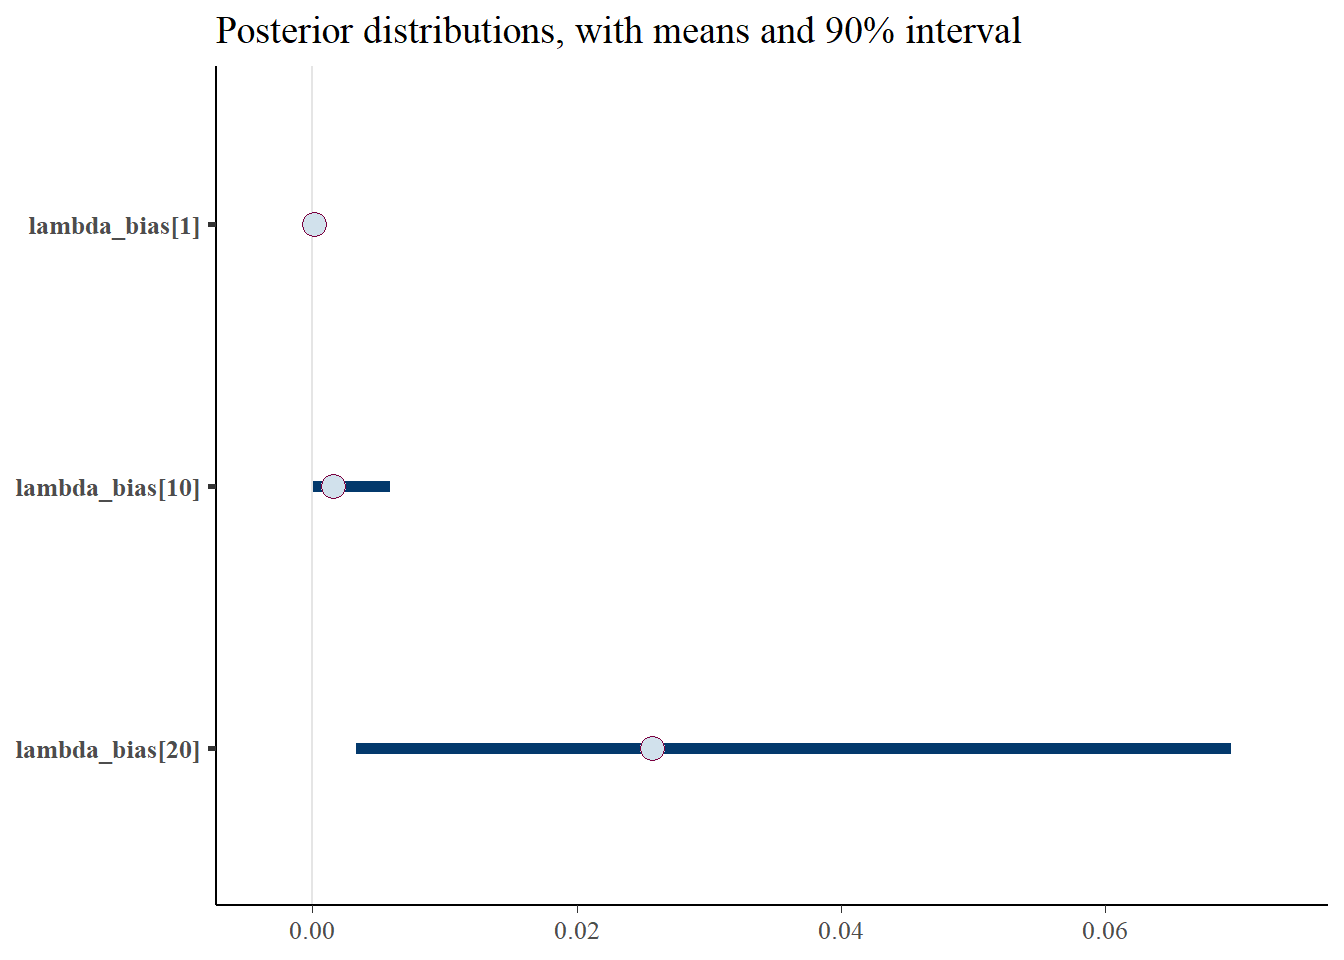 Posterior distributions, with means and 90% interval
lambda_bias[1]
lambda_bias[10]
lambda_bias[20]
0.00 0.02 0.04 0.06